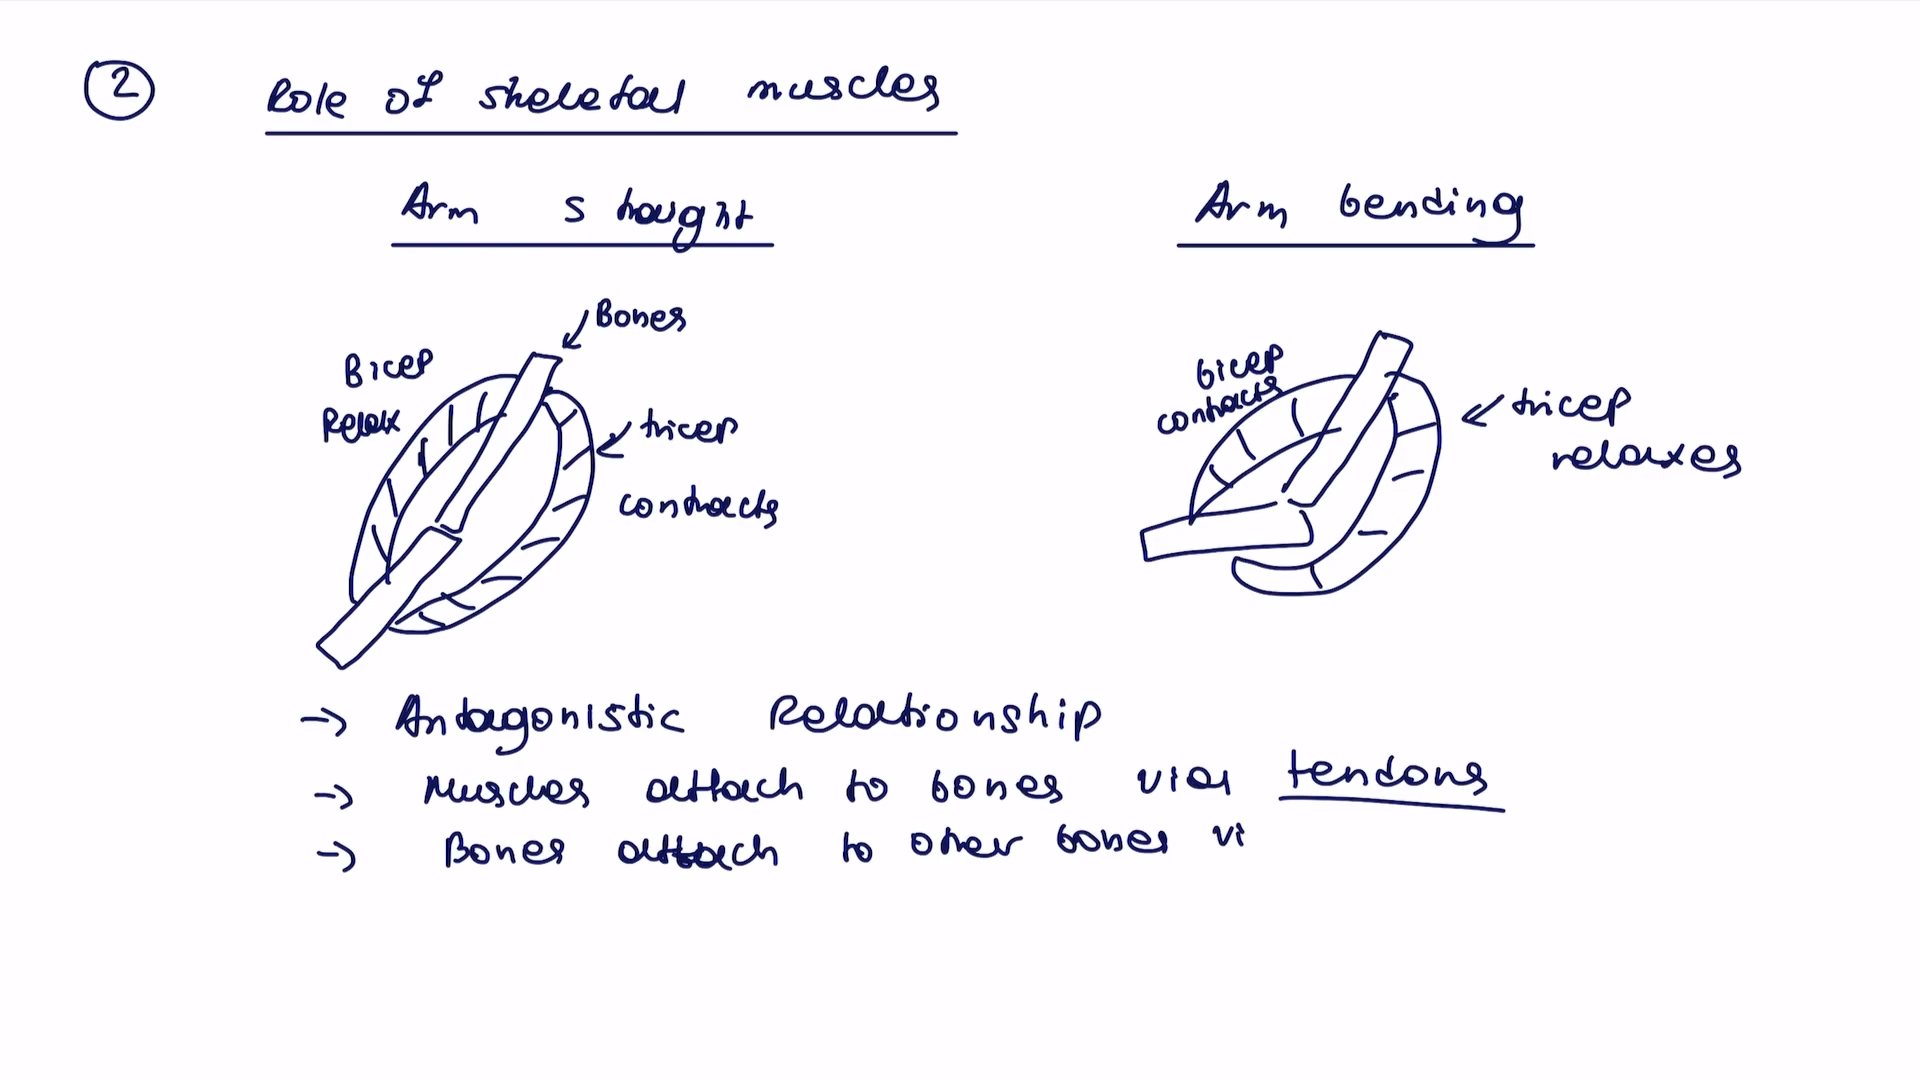 2 Role of skeletal muscles
Arm straight
Arm bending
Bones
Bicep
Relax
tricep
contracts
bicep
contracts
tricep
relaxes
→ Antagonistic Relationship
→ Muscles attach to bones via tendons
→ Bones attach to other bones vi